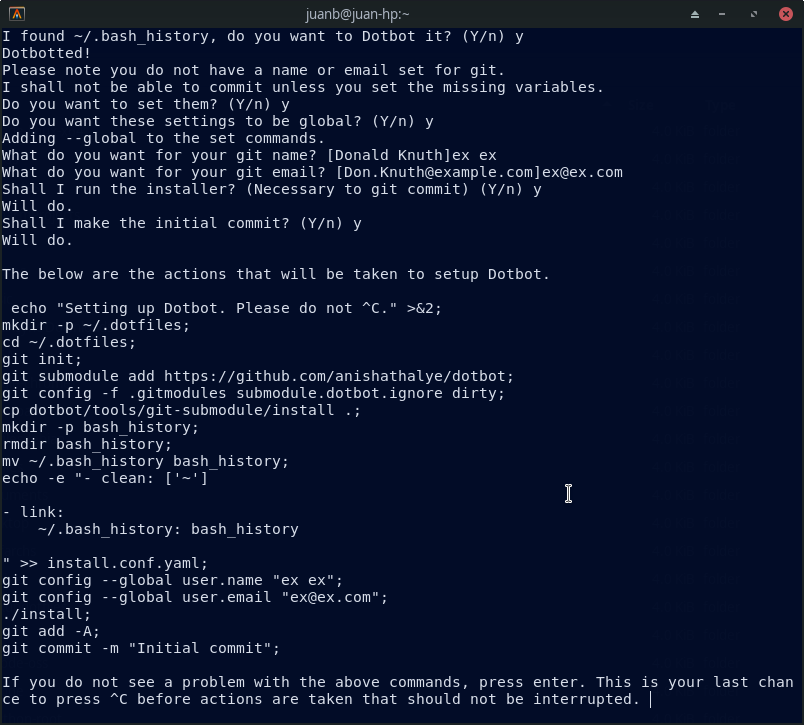 juanb@juan-hp:~
I found ~/.bash_history, do you want to Dotbot it? (Y/n) y
Dotbotted!
Please note you do not have a name or email set for git.
I shall not be able to commit unless you set the missing variables.
Do you want to set them? (Y/n) y
Do you want these settings to be global? (Y/n) y
Adding --global to the set commands.
What do you want for your git name? [Donald Knuth]ex ex
What do you want for your git email? [Don.Knuth@example.com]ex@ex.com
Shall I run the installer? (Necessary to git commit) (Y/n) y
Will do.
Shall I make the initial commit? (Y/n) y
Will do.

The below are the actions that will be taken to setup Dotbot.

 echo "Setting up Dotbot. Please do not ^C." >&2;
mkdir -p ~/.dotfiles;
cd ~/.dotfiles;
git init;
git submodule add https://github.com/anishathalye/dotbot;
git config -f .gitmodules submodule.dotbot.ignore dirty;
cp dotbot/tools/git-submodule/install .;
mkdir -p bash_history;
rmdir bash_history;
mv ~/.bash_history bash_history;
echo -e "- clean: ['~']

- link:
    ~/.bash_history: bash_history

" >> install.conf.yaml;
git config --global user.name "ex ex";
git config --global user.email "ex@ex.com";
./install;
git add -A;
git commit -m "Initial commit";

If you do not see a problem with the above commands, press enter. This is your last chan
ce to press ^C before actions are taken that should not be interrupted.